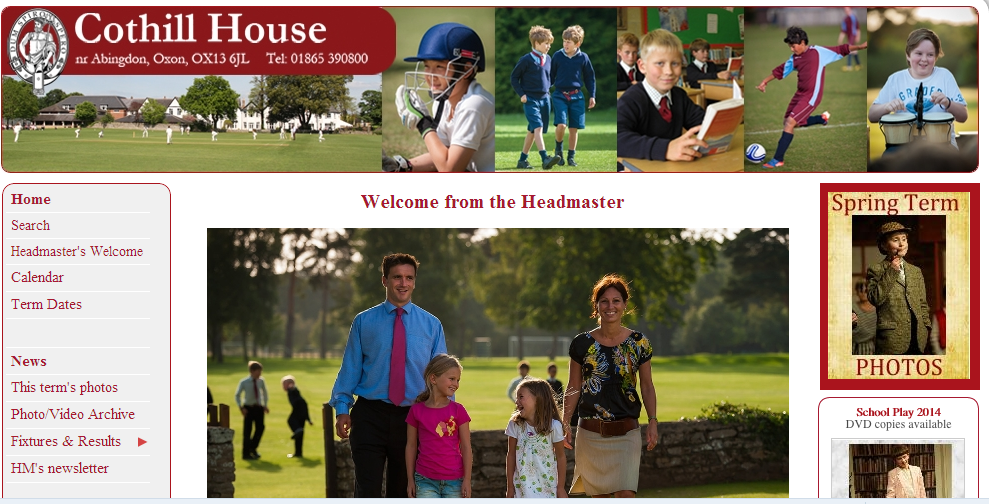 Cothill House
nr Abingdon, Oxon, OX13 6JL Tel: 01865 390800
Home
Search
Headmaster's Welcome
Calendar
Term Dates
News
This term's photos
Photo/Video Archive
Fixtures & Results
HM's newsletter
Welcome from the Headmaster
Spring Term
PHOTOS
School Play 2014
DVD copies available